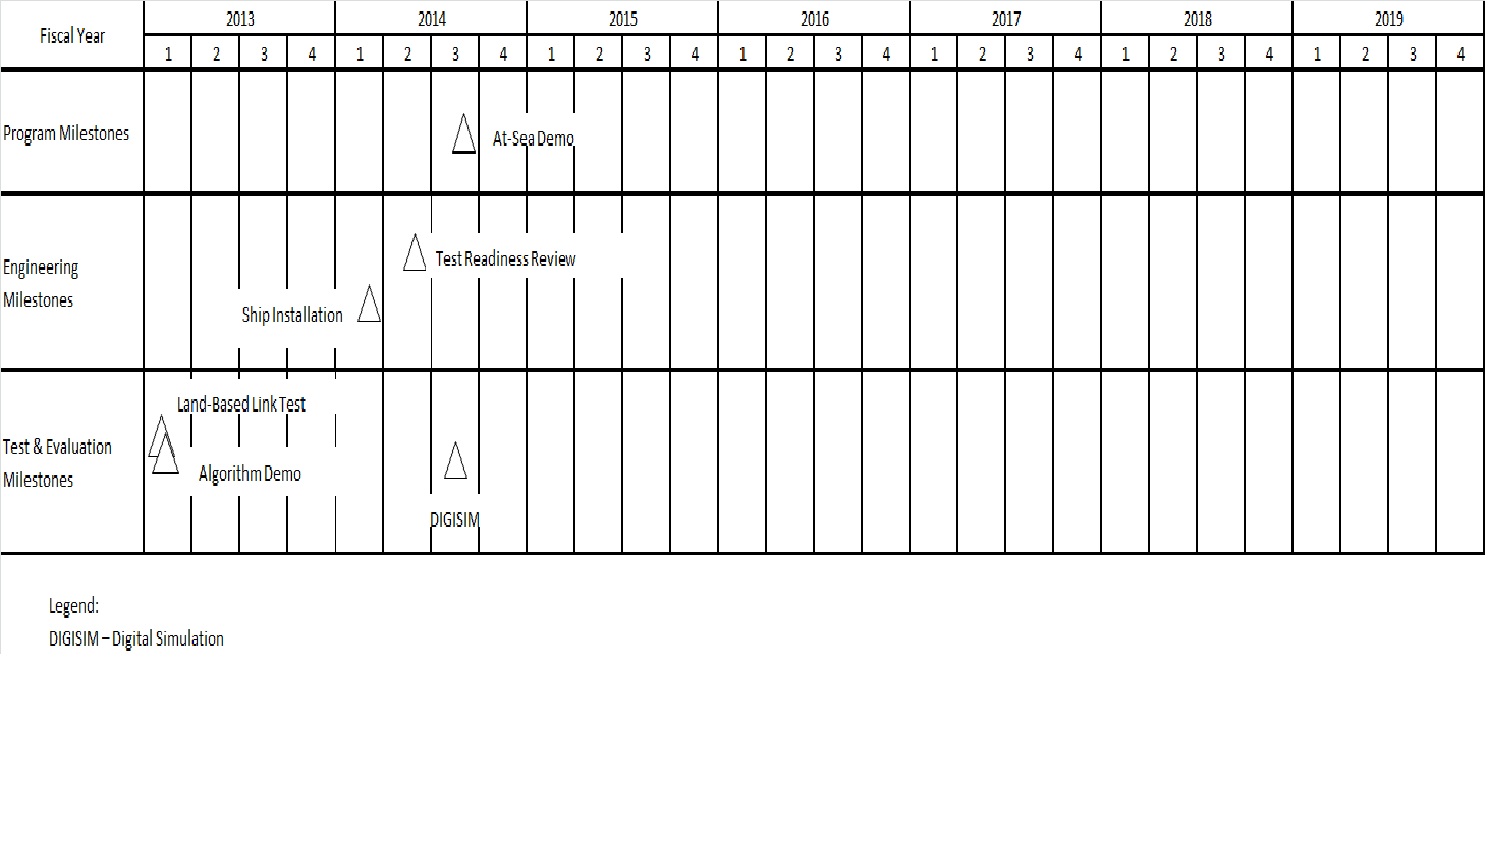 Fiscal Year
2013 2014 2015 2016 2017 2018 2019
1 2 3 4 1 2 3 4 1 2 3 4 1 2 3 4 1 2 3 4 1 2 3 4 1 2 3 4
Program Milestones
At-Sea Demo
Engineering
Milestones
Test Readiness Review
Ship Installation
Test & Evaluation
Milestones
Land-Based Link Test
Algorithm Demo
DIGISIM
Legend:
DIGISIM – Digital Simulation